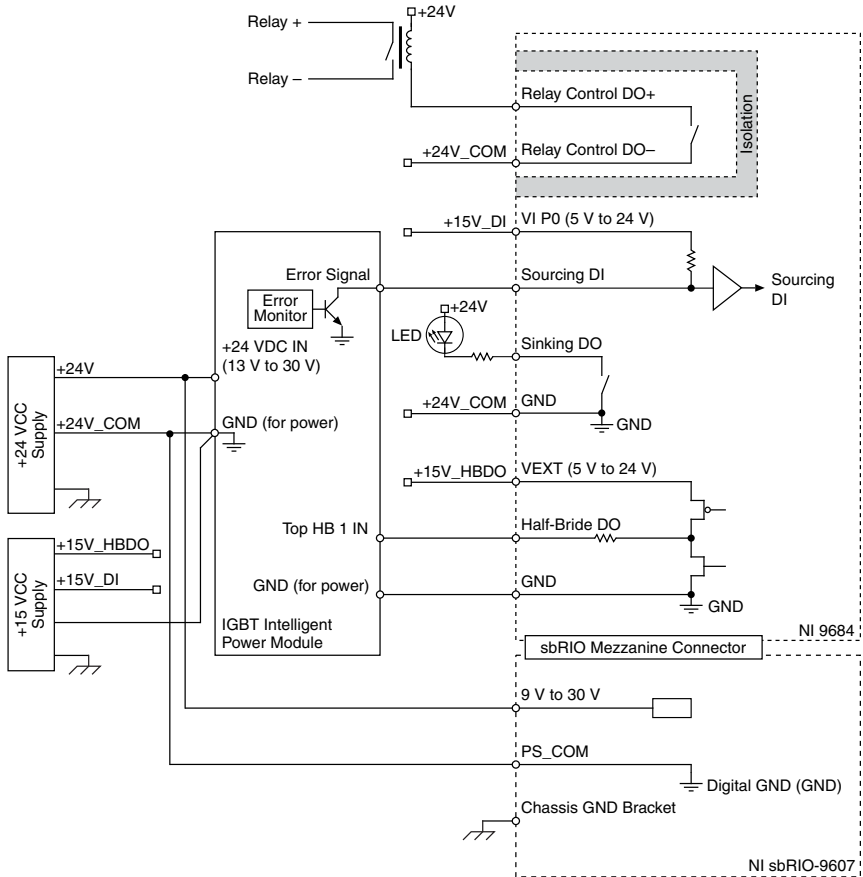 +24V
Relay +
Relay –
Relay Control DO+
Isolation
+24V_COM
Relay Control DO–
+15V_DI
VI P0 (5 V to 24 V)
Error Signal
Sourcing DI
Sourcing
DI
Error
Monitor
+24V
LED
Sinking DO
+24 VDC IN
(13 V to 30 V)
+24V
+24V_COM
GND
GND
+24V_COM
GND (for power)
+24 VCC
Supply
+15V_HBDO
VEXT (5 V to 24 V)
Top HB 1 IN
Half-Bride DO
+15V_HBDO
+15V_DI
+15 VCC
Supply
GND (for power)
GND
GND
IGBT Intelligent
Power Module
NI 9684
sbRIO Mezzanine Connector
9 V to 30 V
PS_COM
Digital GND (GND)
Chassis GND Bracket
NI sbRIO-9607